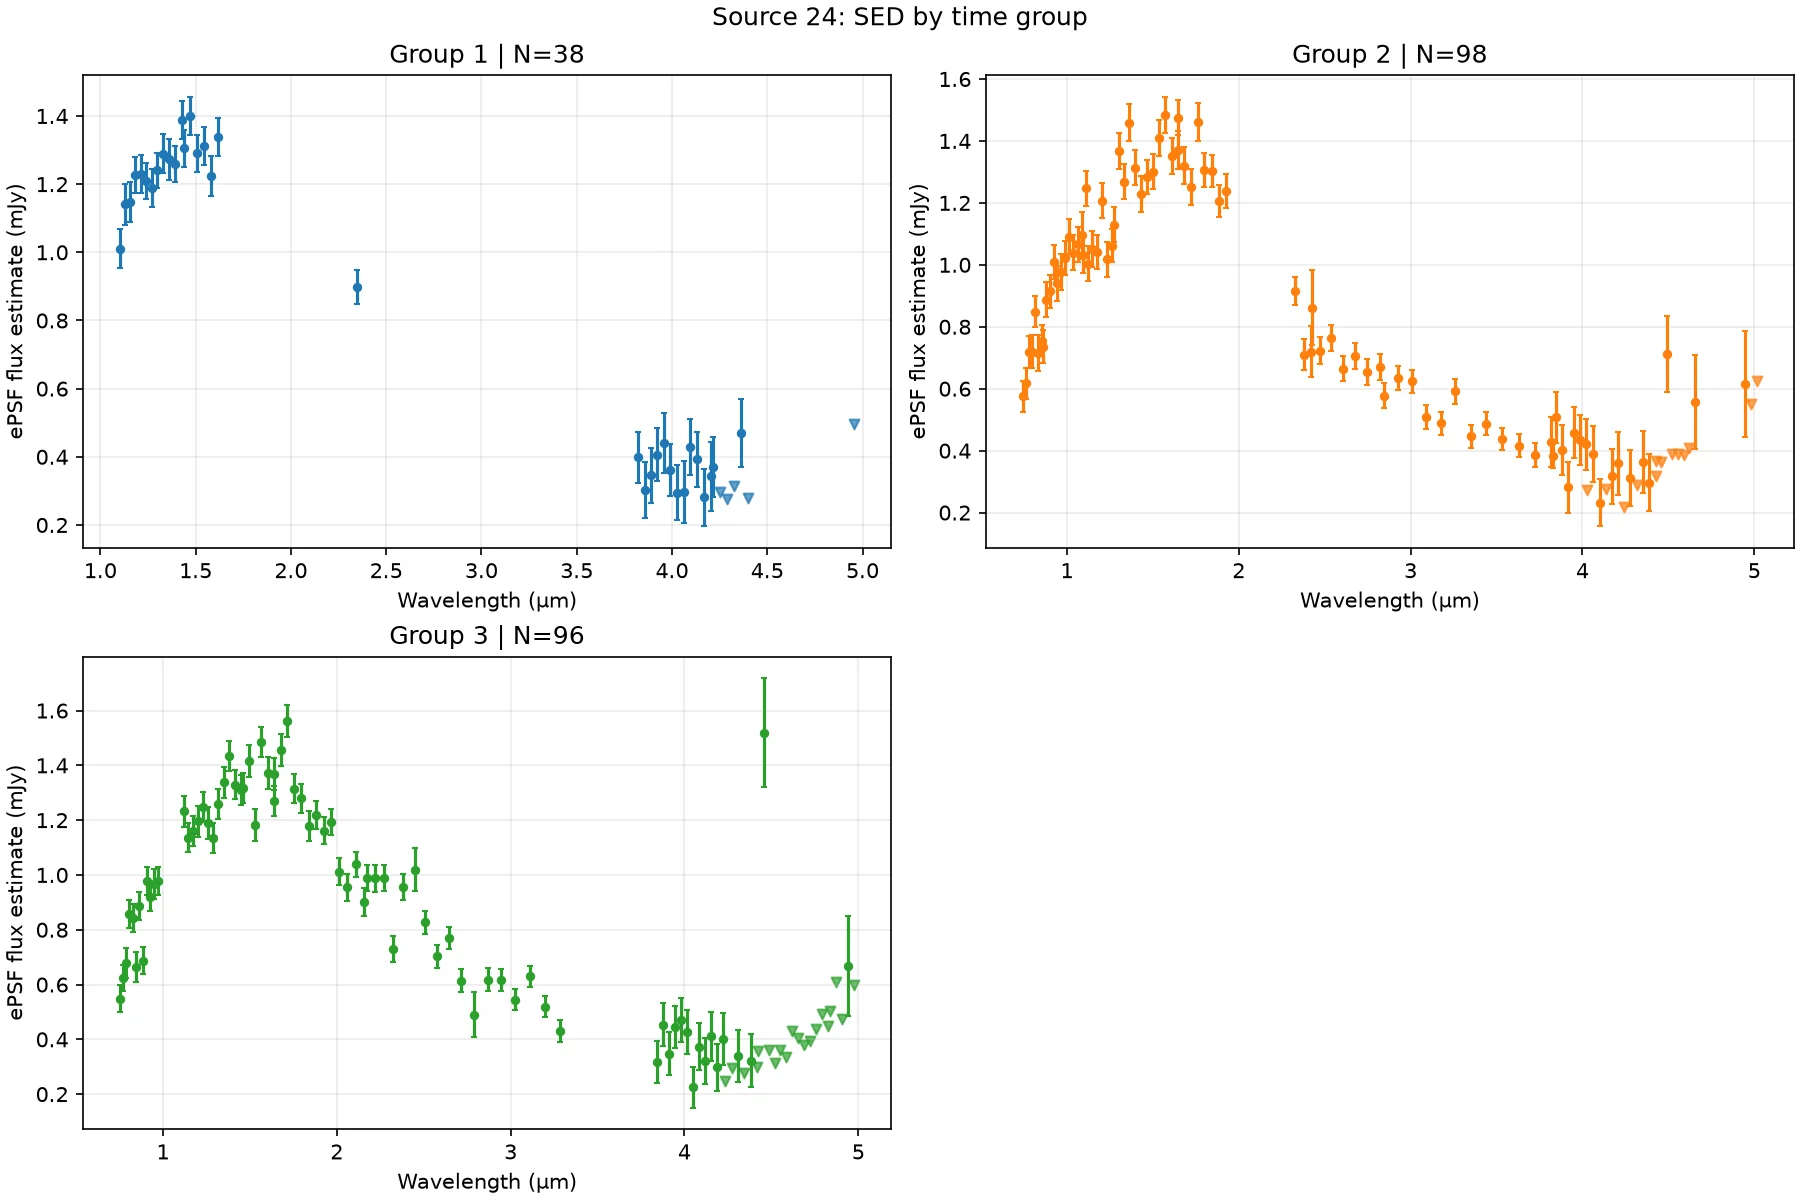 Source 24: SED by time group
Group 1 | N=38
ePSF flux estimate (mJy)
1.4
1.2
1.0
0.8
0.6
0.4
0.2
1.0 1.5 2.0 2.5 3.0 3.5 4.0 4.5 5.0
Wavelength (μm)
Group 2 | N=98
ePSF flux estimate (mJy)
1.6
1.4
1.2
1.0
0.8
0.6
0.4
0.2
1 2 3 4 5
Wavelength (μm)
Group 3 | N=96
ePSF flux estimate (mJy)
1.6
1.4
1.2
1.0
0.8
0.6
0.4
0.2
1 2 3 4 5
Wavelength (μm)